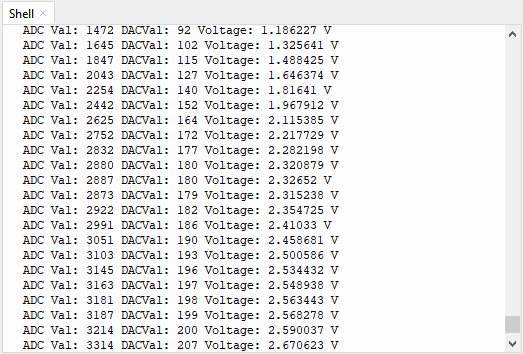 Shell ×
ADC Val: 1472 DACVal: 92 Voltage: 1.186227 V
ADC Val: 1645 DACVal: 102 Voltage: 1.325641 V
ADC Val: 1847 DACVal: 115 Voltage: 1.488425 V
ADC Val: 2043 DACVal: 127 Voltage: 1.646374 V
ADC Val: 2254 DACVal: 140 Voltage: 1.81641 V
ADC Val: 2442 DACVal: 152 Voltage: 1.967912 V
ADC Val: 2625 DACVal: 164 Voltage: 2.115385 V
ADC Val: 2752 DACVal: 172 Voltage: 2.217729 V
ADC Val: 2832 DACVal: 177 Voltage: 2.282198 V
ADC Val: 2880 DACVal: 180 Voltage: 2.320879 V
ADC Val: 2887 DACVal: 180 Voltage: 2.32652 V
ADC Val: 2873 DACVal: 179 Voltage: 2.315238 V
ADC Val: 2922 DACVal: 182 Voltage: 2.354725 V
ADC Val: 2991 DACVal: 186 Voltage: 2.41033 V
ADC Val: 3051 DACVal: 190 Voltage: 2.458681 V
ADC Val: 3103 DACVal: 193 Voltage: 2.500586 V
ADC Val: 3145 DACVal: 196 Voltage: 2.534432 V
ADC Val: 3163 DACVal: 197 Voltage: 2.548938 V
ADC Val: 3181 DACVal: 198 Voltage: 2.563443 V
ADC Val: 3187 DACVal: 199 Voltage: 2.568278 V
ADC Val: 3214 DACVal: 200 Voltage: 2.590037 V
ADC Val: 3314 DACVal: 207 Voltage: 2.670623 V